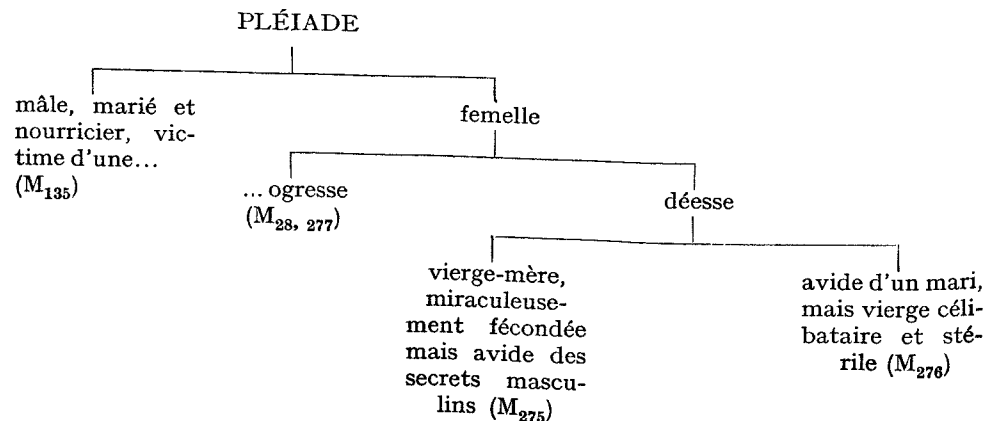 PLÉIADE
mâle, marié et
nourricier, vic-
time d'une...
(M135)
femelle
... ogresse
(M28, 277)
déesse
vierge-mère,
miraculeuse-
ment fécondée
mais avide des
secrets mascu-
lins (M275)
avide d'un mari,
mais vierge céli-
bataire et sté-
rile (M276)